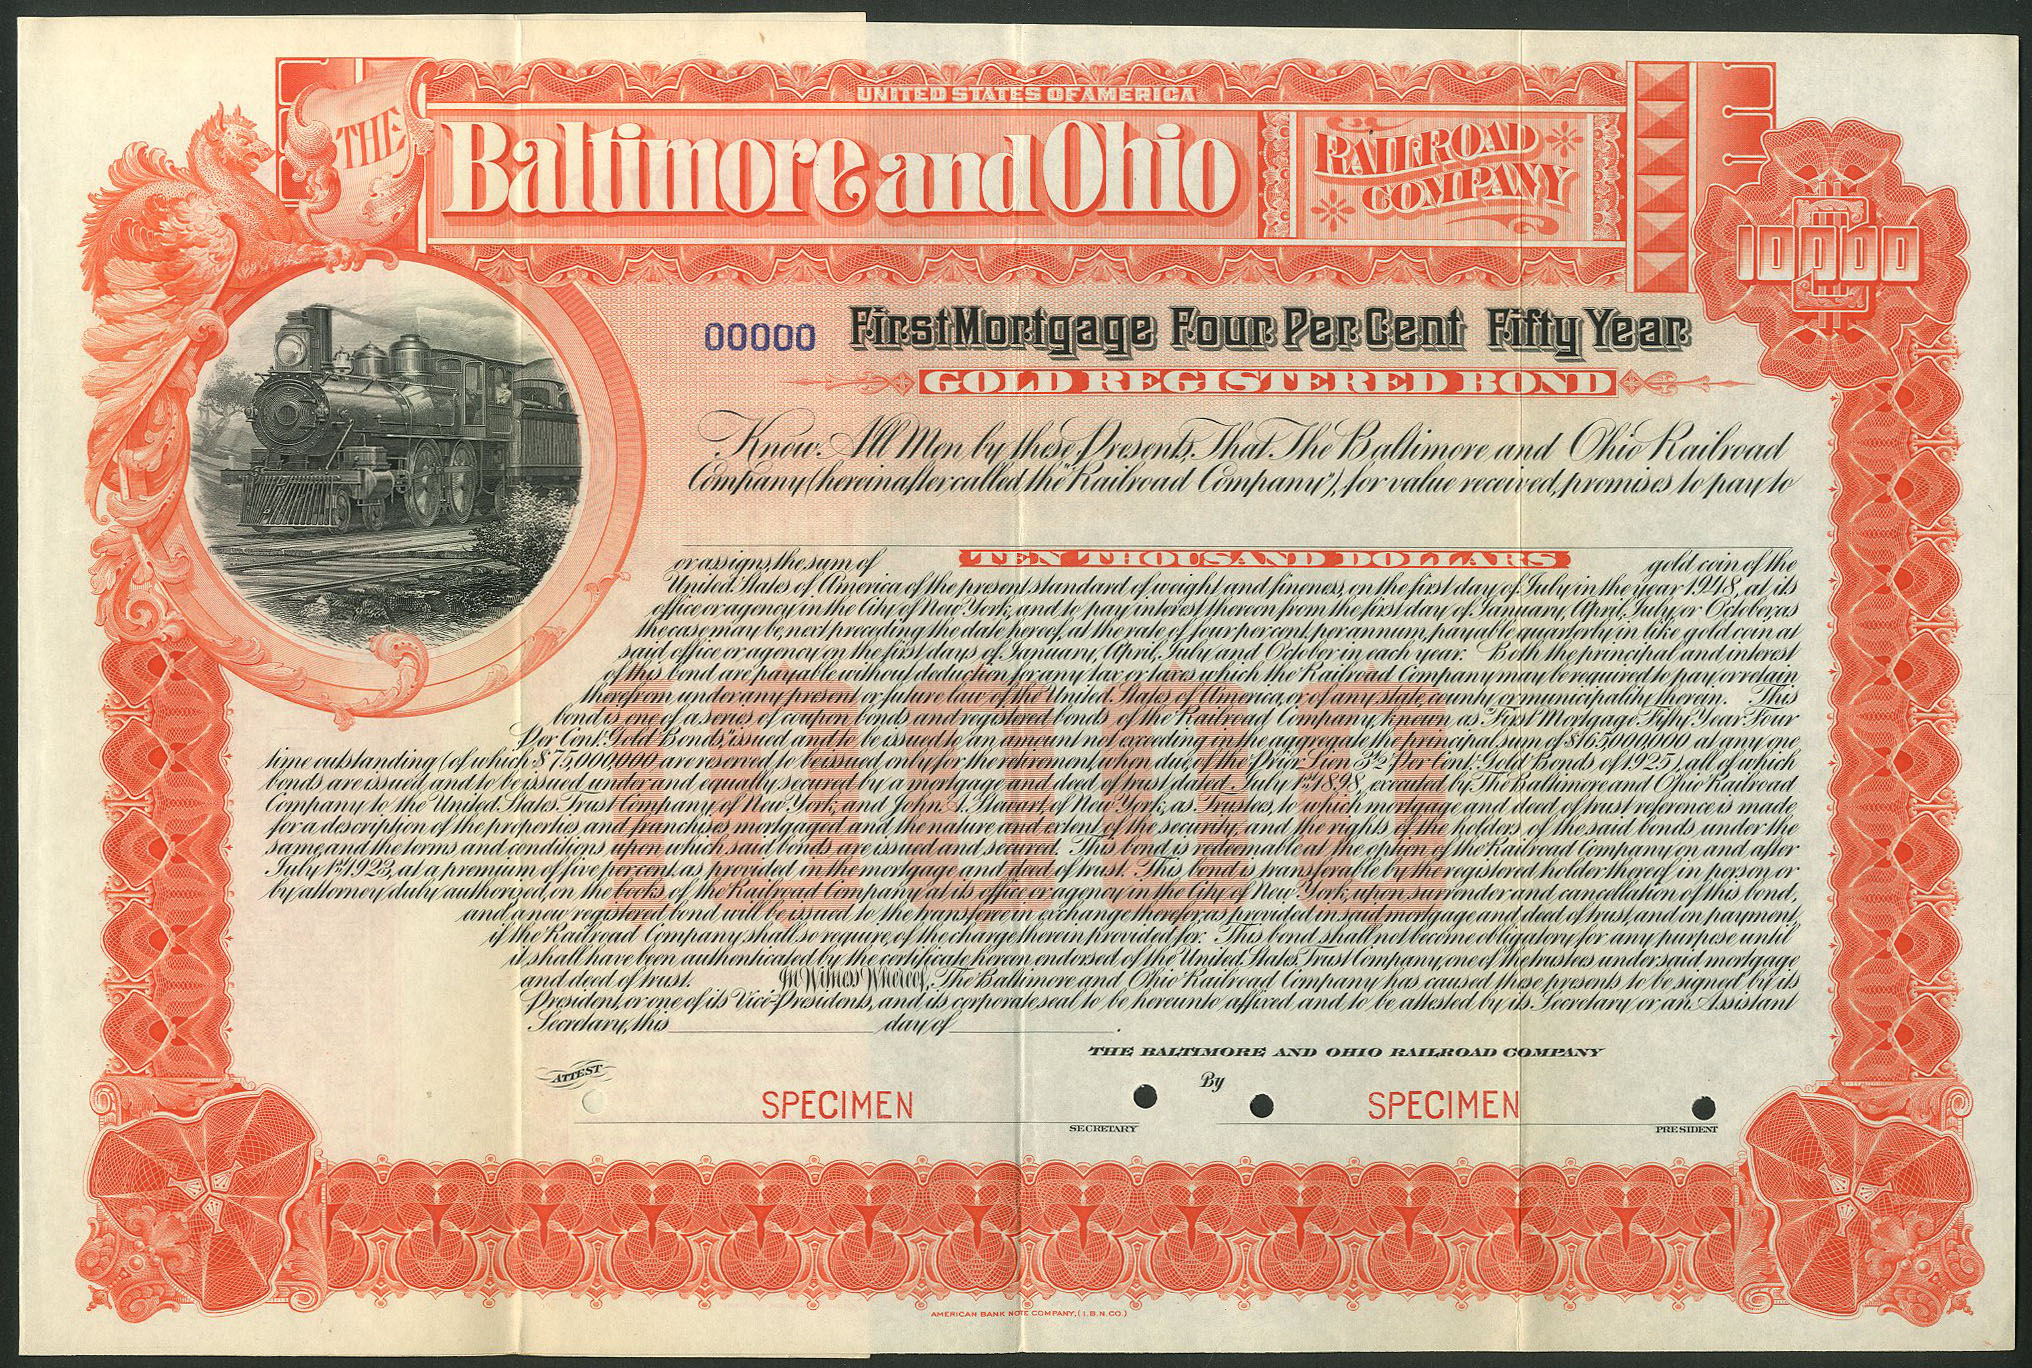 UNITED STATES OF AMERICA
THE
Baltimore and Ohio
RAILROAD
COMPANY
10000
00000
First Mortgage Four Per Cent Fifty Year
GOLD REGISTERED BOND
Know All Men by these Presents, That The Baltimore and Ohio Railroad
Company (hereinafter called the "Railroad Company"), for value received, promises to pay to
or assigns, the sum of TEN THOUSAND DOLLARS gold coin of the
United States of America of the present standard of weight and fineness, on the first day of July in the year 1948, at its
office or agency in the City of New York, and to pay interest thereon from the first day of January, April, July, or October, as
the case may be, next preceding the date hereof, at the rate of four per cent. per annum, payable quarterly in like gold coin at
said office or agency on the first days of January, April, July and October in each year. Both the principal and interest
of this bond are payable without deduction for any tax or taxes which the Railroad Company may be required to pay or retain
therefrom under any present or future law of the United States of America, or of any state, county or municipality therein. This
bond is one of a series of coupon bonds and registered bonds of the Railroad Company, known as First Mortgage Fifty Year Four
Per Cent. Gold Bonds, issued and to be issued to an amount not exceeding in the aggregate the principal sum of $165,000,000 at any one
time outstanding (of which $75,000,000 are reserved to be issued only for the retirement, when due, of the Prior Lien 3½ Per Cent. Gold Bonds of 1925), all of which
bonds are issued, and to be issued under and equally secured by a mortgage and deed of trust dated July 1st 1898, executed by The Baltimore and Ohio Railroad
Company to the United States Trust Company of New York, and John A. Stewart, of New York, as Trustees, to which mortgage and deed of trust reference is made
for a description of the properties and franchises mortgaged and the nature and extent of the security, and the rights of the holders of the said bonds under the
same, and the terms and conditions upon which said bonds are issued and secured. This bond is redeemable at the option of the Railroad Company on and after
July 1st 1923, at a premium of five per cent. as provided in the mortgage and deed of trust. This bond is transferable by the registered holder thereof in person, or
by attorney duly authorized, on the books of the Railroad Company at its office or agency in the City of New York, upon surrender and cancellation of this bond,
and a new registered bond will be issued to the transferee in exchange therefor, as provided in said mortgage and deed of trust, and on payment,
if the Railroad Company shall so require, of the charge therein provided for. This bond shall not become obligatory for any purpose until
it shall have been authenticated by the certificate hereon endorsed of the United States Trust Company, one of the trustees under said mortgage
and deed of trust. In Witness Whereof, The Baltimore and Ohio Railroad Company has caused these presents to be signed by its
President, or one of its Vice-Presidents, and its corporate seal to be hereunto affixed and to be attested by its Secretary or an Assistant
Secretary, this day of .
THE BALTIMORE AND OHIO RAILROAD COMPANY
ATTEST By
SPECIMEN SPECIMEN
SECRETARY PRESIDENT
AMERICAN BANK NOTE COMPANY, (I.B.N.CO.)